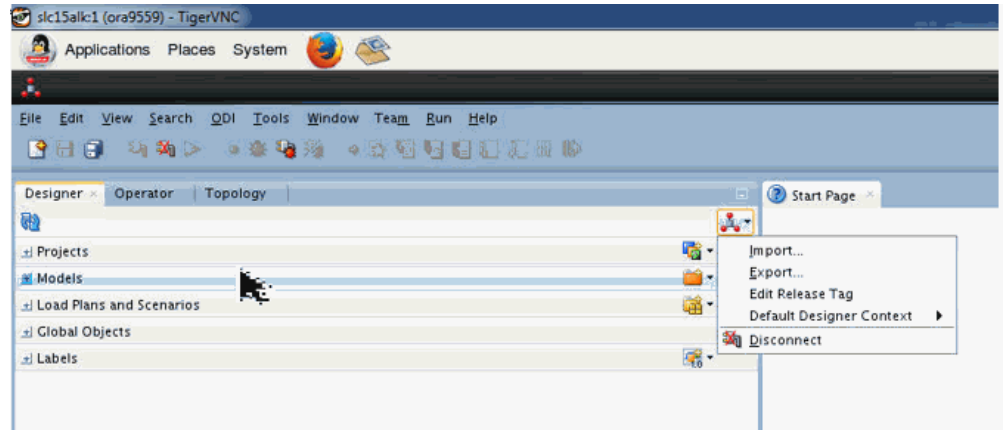 slc15alk:1 (ora9559) - TigerVNC
Applications Places System
File Edit View Search ODI Tools Window Team Run Help
Designer Operator Topology
Start Page
Projects
Models
Load Plans and Scenarios
Global Objects
Labels
Import...
Export...
Edit Release Tag
Default Designer Context
Disconnect